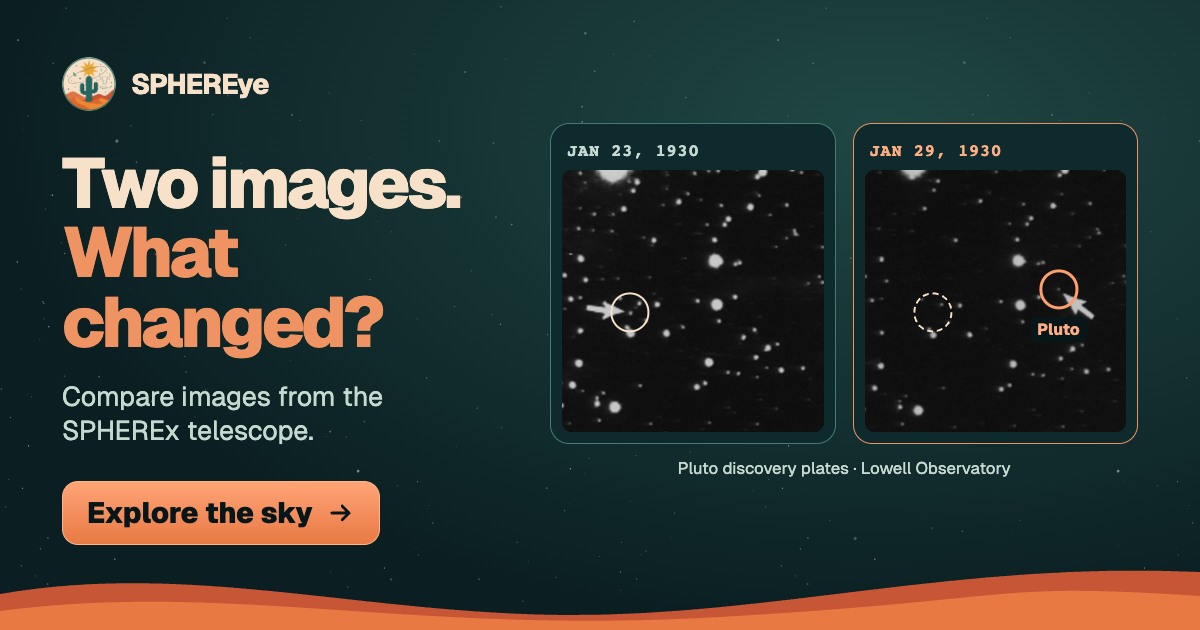 SPHEREye
Two images.
What
changed?
Compare images from the
SPHEREx telescope.
Explore the sky →
JAN 23, 1930
JAN 29, 1930
Pluto
Pluto discovery plates · Lowell Observatory